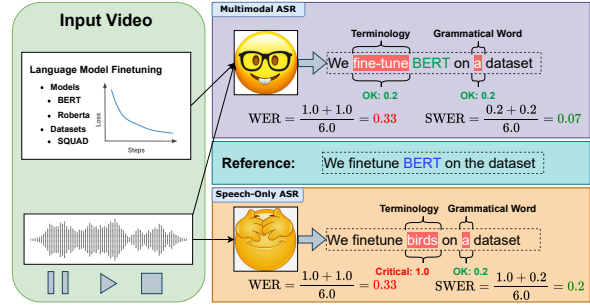 Input Video
Language Model Finetuning
• Models
• BERT
• Roberta
• Datasets
• SQUAD
Loss
Steps
Multimodal ASR
Terminology Grammatical Word
We fine-tune BERT on a dataset
OK: 0.2 OK: 0.2
WER = (1.0 + 1.0) / 6.0 = 0.33 SWER = (0.2 + 0.2) / 6.0 = 0.07
Reference: We finetune BERT on the dataset
Speech-Only ASR
Terminology Grammatical Word
We finetune birds on a dataset
Critical: 1.0 OK: 0.2
WER = (1.0 + 1.0) / 6.0 = 0.33 SWER = (1.0 + 0.2) / 6.0 = 0.2